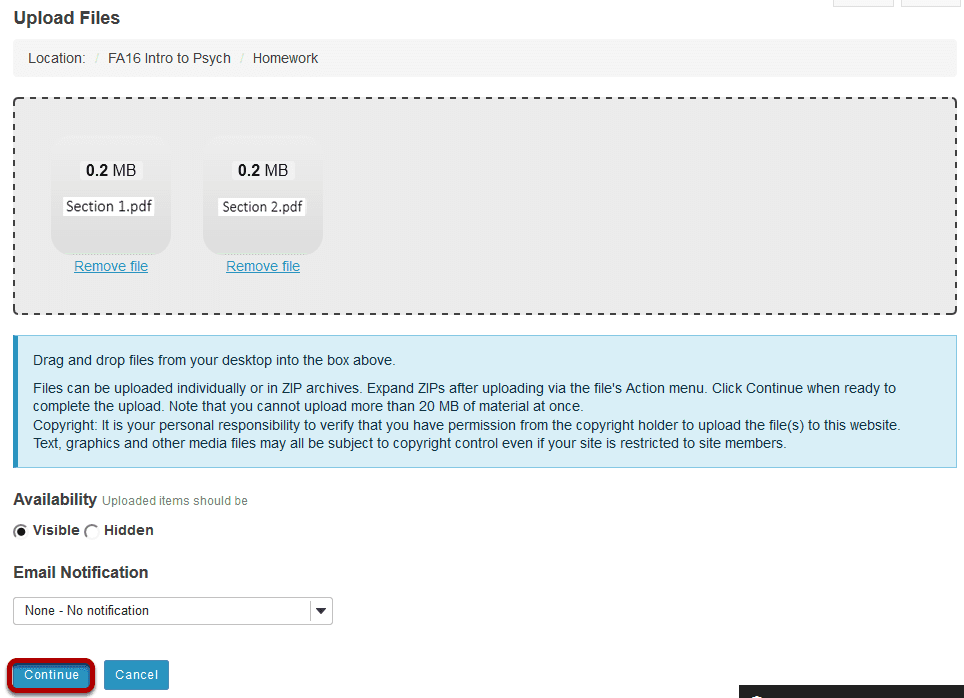 Upload Files
Location: / FA16 Intro to Psych / Homework
0.2 MB
Section 1.pdf
Remove file
0.2 MB
Section 2.pdf
Remove file
Drag and drop files from your desktop into the box above.
Files can be uploaded individually or in ZIP archives. Expand ZIPs after uploading via the file's Action menu. Click Continue when ready to
complete the upload. Note that you cannot upload more than 20 MB of material at once.
Copyright: It is your personal responsibility to verify that you have permission from the copyright holder to upload the file(s) to this website.
Text, graphics and other media files may all be subject to copyright control even if your site is restricted to site members.
Availability Uploaded items should be
Visible Hidden
Email Notification
None - No notification
Continue Cancel